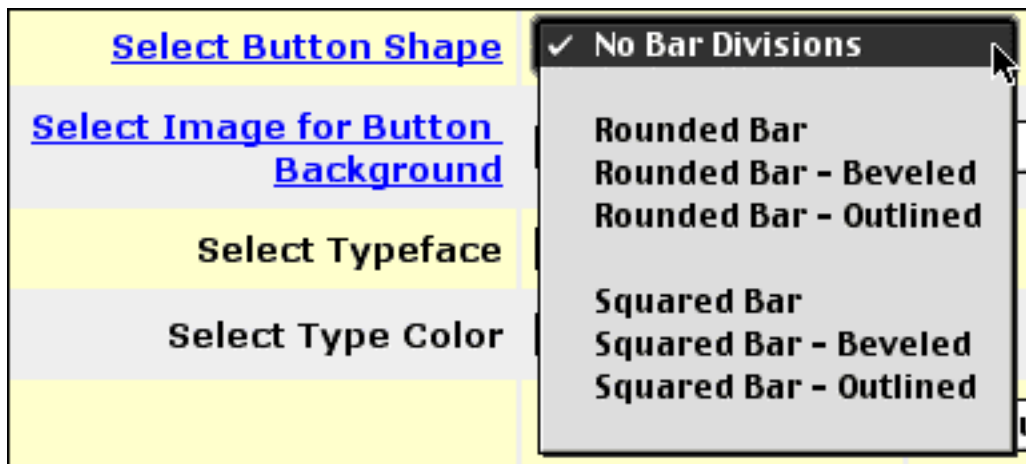 Select Button Shape
✓ No Bar Divisions
Select Image for Button
Background
Rounded Bar
Rounded Bar - Beveled
Rounded Bar - Outlined
Select Typeface
Select Type Color
Squared Bar
Squared Bar - Beveled
Squared Bar - Outlined